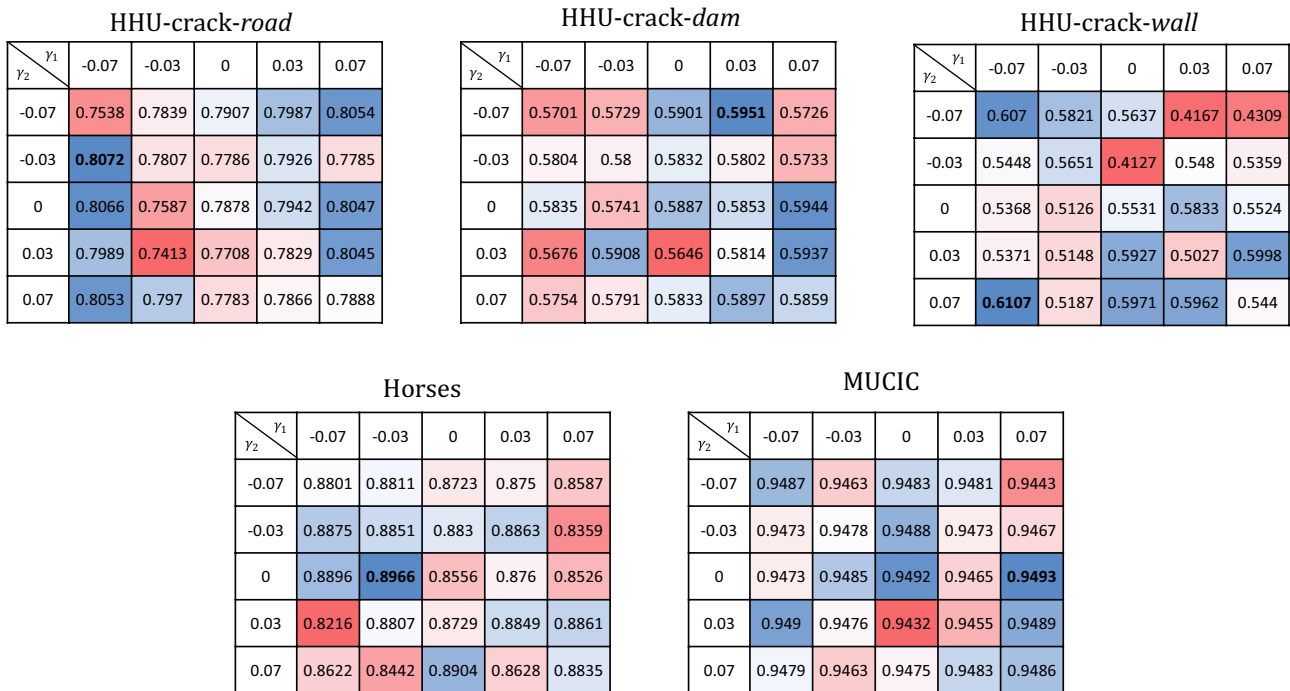 HHU-crack-road
γ1 -0.07 -0.03 0 0.03 0.07
γ2
-0.07 0.7538 0.7839 0.7907 0.7987 0.8054
-0.03 0.8072 0.7807 0.7786 0.7926 0.7785
0 0.8066 0.7587 0.7878 0.7942 0.8047
0.03 0.7989 0.7413 0.7708 0.7829 0.8045
0.07 0.8053 0.797 0.7783 0.7866 0.7888
HHU-crack-dam
γ1 -0.07 -0.03 0 0.03 0.07
γ2
-0.07 0.5701 0.5729 0.5901 0.5951 0.5726
-0.03 0.5804 0.58 0.5832 0.5802 0.5733
0 0.5835 0.5741 0.5887 0.5853 0.5944
0.03 0.5676 0.5908 0.5646 0.5814 0.5937
0.07 0.5754 0.5791 0.5833 0.5897 0.5859
HHU-crack-wall
γ1 -0.07 -0.03 0 0.03 0.07
γ2
-0.07 0.607 0.5821 0.5637 0.4167 0.4309
-0.03 0.5448 0.5651 0.4127 0.548 0.5359
0 0.5368 0.5126 0.5531 0.5833 0.5524
0.03 0.5371 0.5148 0.5927 0.5027 0.5998
0.07 0.6107 0.5187 0.5971 0.5962 0.544
Horses
γ1 -0.07 -0.03 0 0.03 0.07
γ2
-0.07 0.8801 0.8811 0.8723 0.875 0.8587
-0.03 0.8875 0.8851 0.883 0.8863 0.8359
0 0.8896 0.8966 0.8556 0.876 0.8526
0.03 0.8216 0.8807 0.8729 0.8849 0.8861
0.07 0.8622 0.8442 0.8904 0.8628 0.8835
MUCIC
γ1 -0.07 -0.03 0 0.03 0.07
γ2
-0.07 0.9487 0.9463 0.9483 0.9481 0.9443
-0.03 0.9473 0.9478 0.9488 0.9473 0.9467
0 0.9473 0.9485 0.9492 0.9465 0.9493
0.03 0.949 0.9476 0.9432 0.9455 0.9489
0.07 0.9479 0.9463 0.9475 0.9483 0.9486